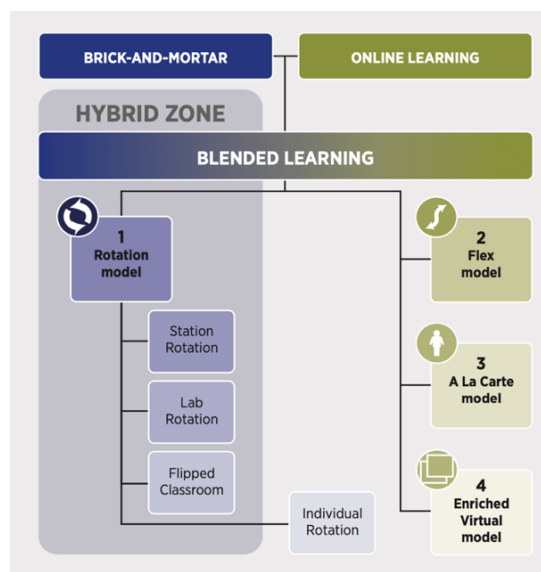 BRICK-AND-MORTAR
ONLINE LEARNING
HYBRID ZONE
BLENDED LEARNING
1
Rotation
model
Station
Rotation
Lab
Rotation
Flipped
Classroom
Individual
Rotation
2
Flex
model
3
A La Carte
model
4
Enriched
Virtual
model